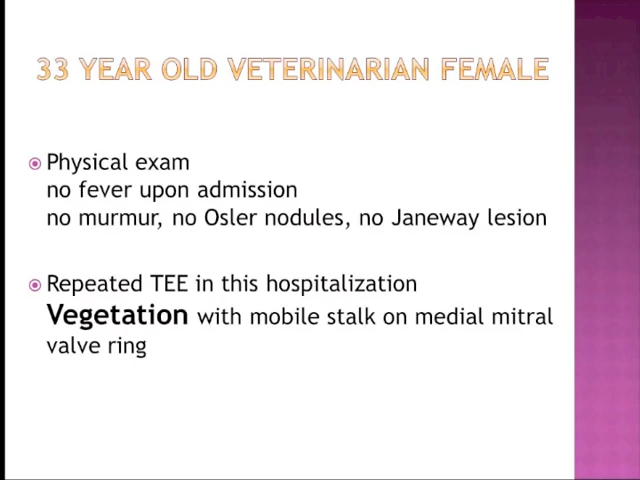 33 YEAR OLD VETERINARIAN FEMALE
Physical exam
no fever upon admission
no murmur, no Osler nodules, no Janeway lesion
Repeated TEE in this hospitalization
Vegetation with mobile stalk on medial mitral
valve ring